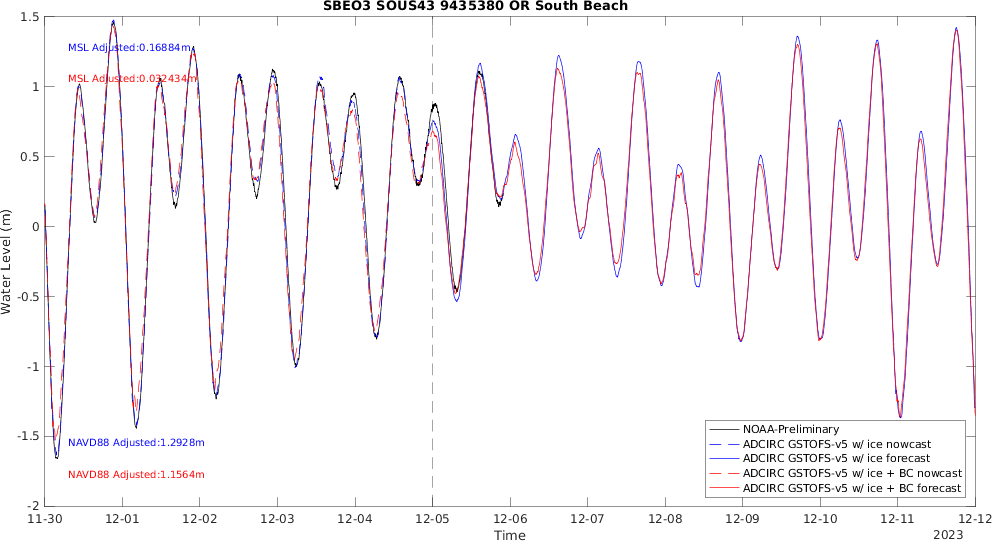 SBEO3 SOUS43 9435380 OR South Beach
1.5
1
0.5
0
-0.5
-1
-1.5
-2
Water Level (m)
MSL Adjusted:0.16884m
MSL Adjusted:0.032434m
NAVD88 Adjusted:1.2928m
NAVD88 Adjusted:1.1564m
NOAA-Preliminary
ADCIRC GSTOFS-v5 w/ ice nowcast
ADCIRC GSTOFS-v5 w/ ice forecast
ADCIRC GSTOFS-v5 w/ ice + BC nowcast
ADCIRC GSTOFS-v5 w/ ice + BC forecast
11-30 12-01 12-02 12-03 12-04 12-05 12-06 12-07 12-08 12-09 12-10 12-11 12-12
Time
2023